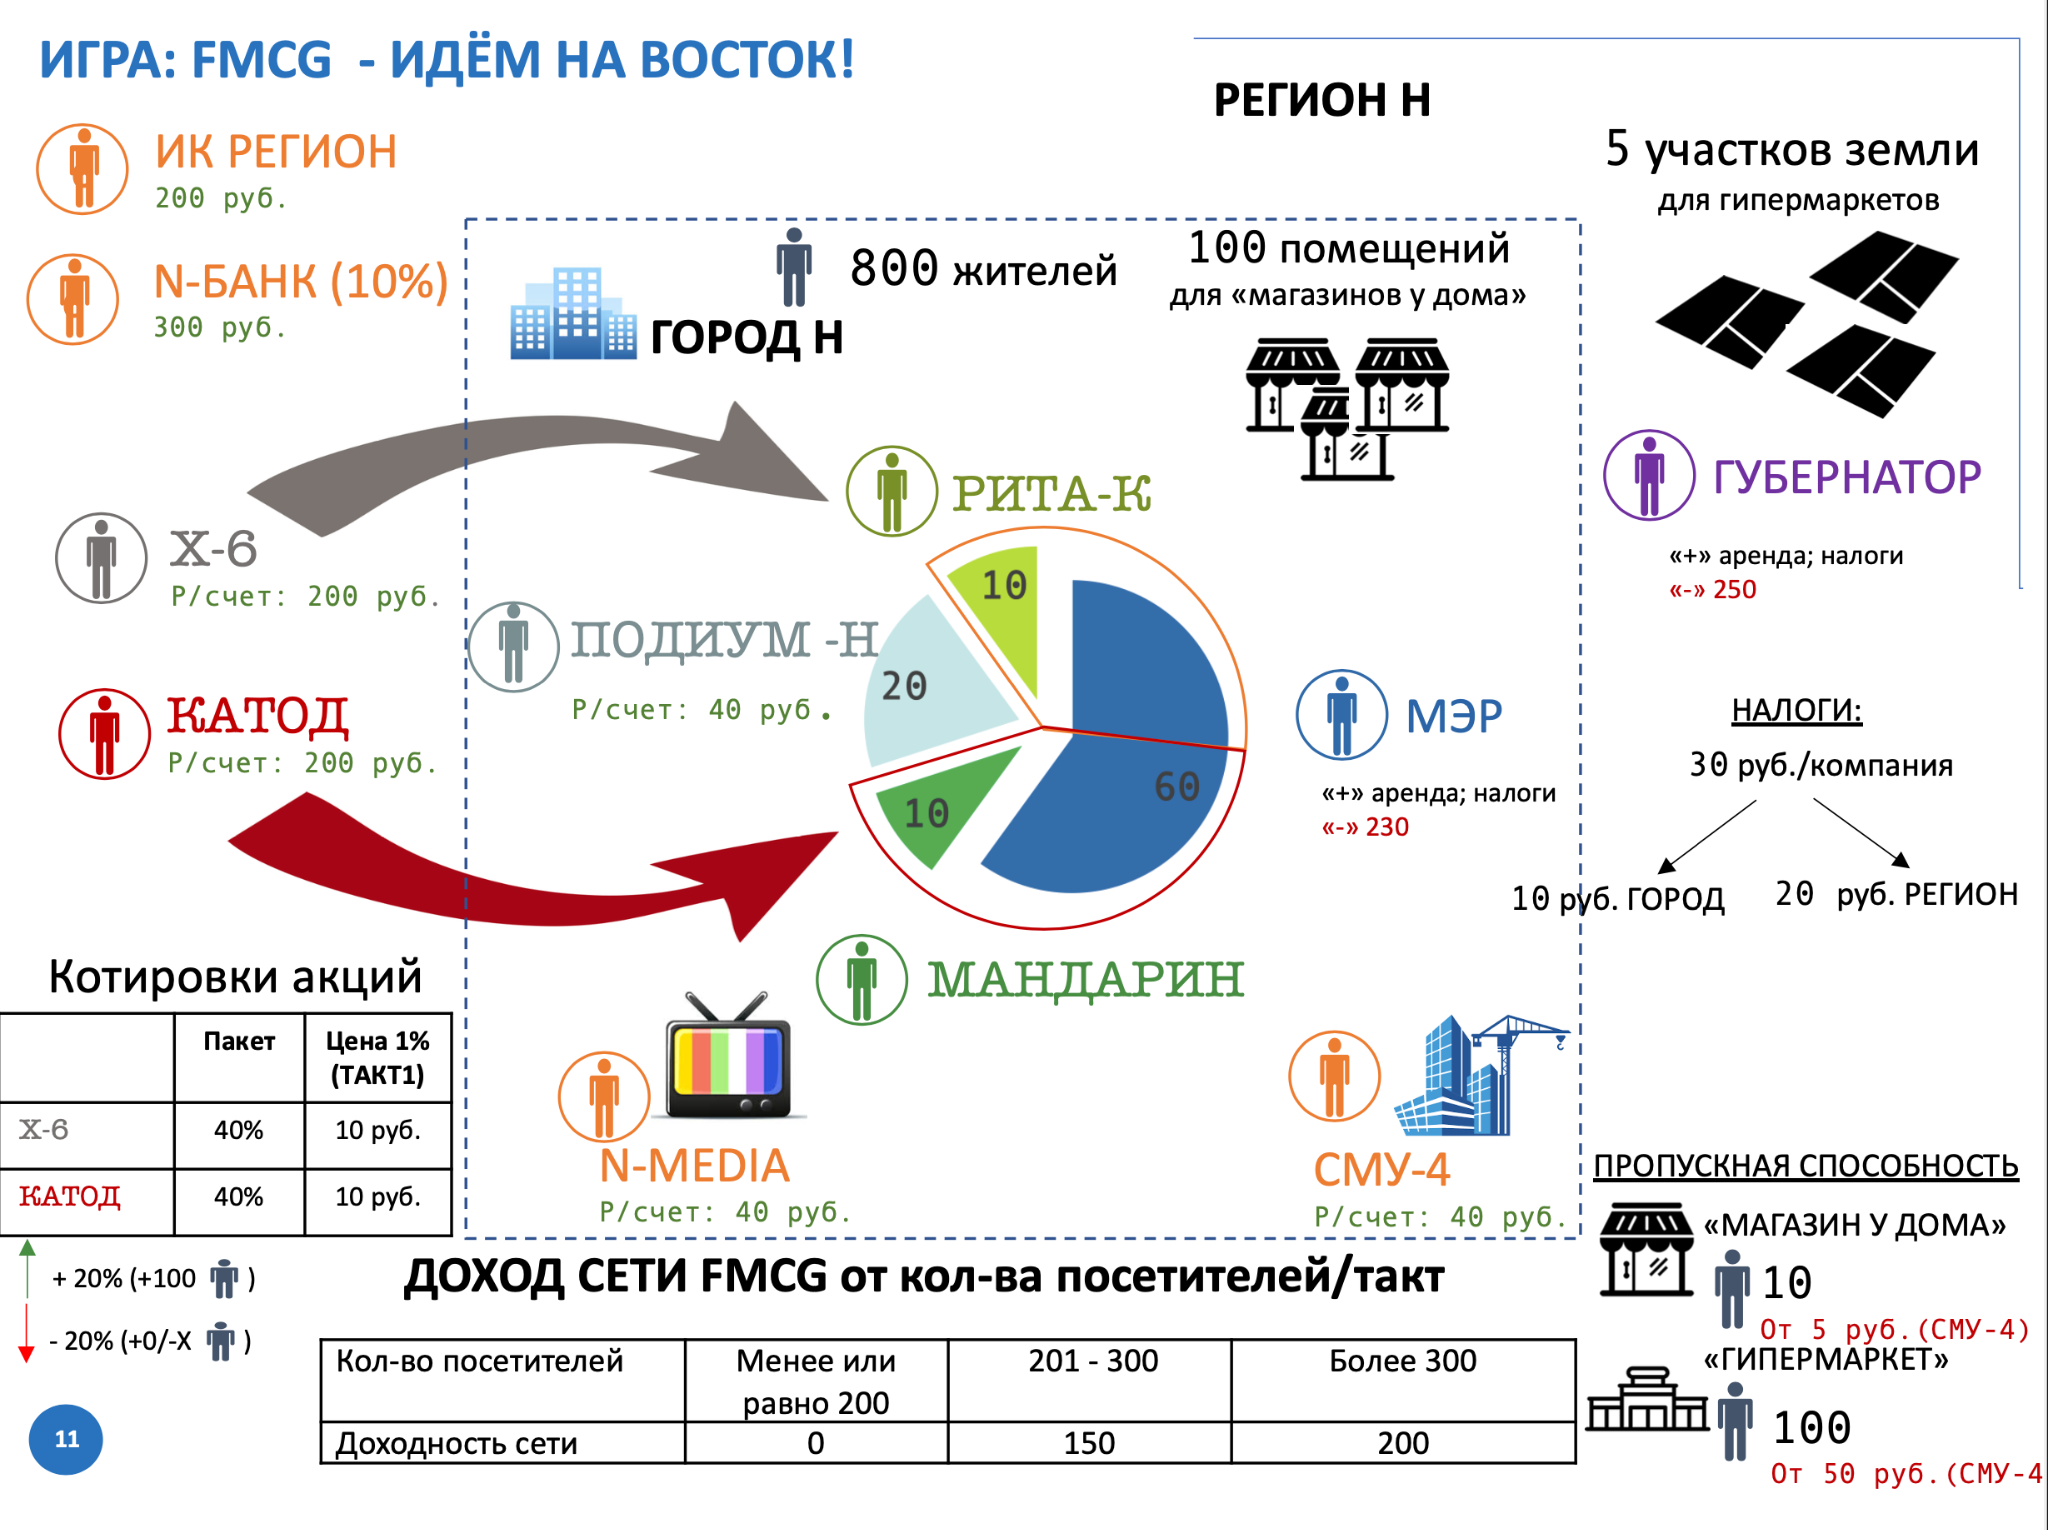 ИГРА: FMCG - ИДЁМ НА ВОСТОК!
РЕГИОН Н
ИК РЕГИОН
200 руб.
N-БАНК (10%)
300 руб.
5 участков земли
для гипермаркетов
800 жителей
ГОРОД Н
100 помещений
для «магазинов у дома»
ГУБЕРНАТОР
«+» аренда; налоги
«-» 250
Х-6
Р/счет: 200 руб.
РИТА-К
10
ПОДИУМ -Н
Р/счет: 40 руб.
20
КАТОД
Р/счет: 200 руб.
10
60
МЭР
«+» аренда; налоги
«-» 230
НАЛОГИ:
30 руб./компания
10 руб. ГОРОД
20 руб. РЕГИОН
МАНДАРИН
Котировки акций
Пакет
Цена 1%
(ТАКТ1)
Х-6
40%
10 руб.
КАТОД
40%
10 руб.
+ 20% (+100 )
- 20% (+0/-Х )
N-MEDIA
Р/счет: 40 руб.
СМУ-4
Р/счет: 40 руб.
ПРОПУСКНАЯ СПОСОБНОСТЬ
«МАГАЗИН У ДОМА»
10
От 5 руб.(СМУ-4)
«ГИПЕРМАРКЕТ»
100
От 50 руб.(СМУ-4
ДОХОД СЕТИ FMCG от кол-ва посетителей/такт
Кол-во посетителей
Менее или
равно 200
201 - 300
Более 300
Доходность сети
0
150
200
11